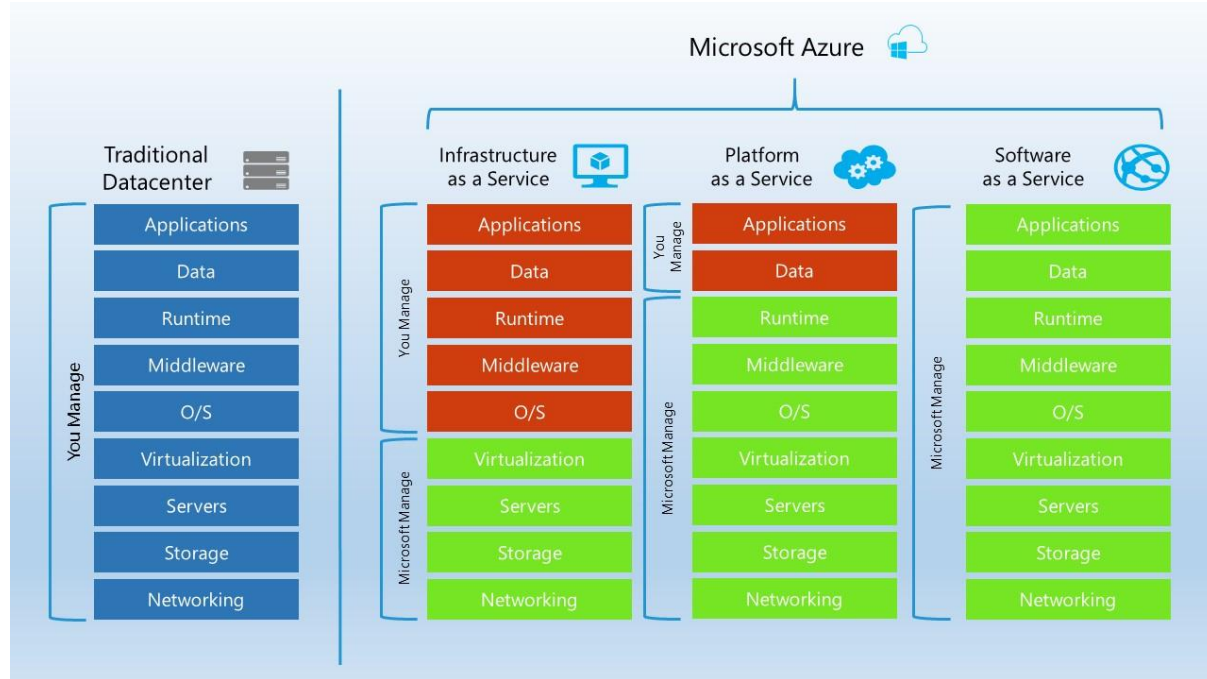 Microsoft Azure
Traditional
Datacenter
You Manage
Applications
Data
Runtime
Middleware
O/S
Virtualization
Servers
Storage
Networking
Infrastructure
as a Service
You Manage
Microsoft Manage
Applications
Data
Runtime
Middleware
O/S
Virtualization
Servers
Storage
Networking
Platform
as a Service
You
Manage
Microsoft Manage
Applications
Data
Runtime
Middleware
O/S
Virtualization
Servers
Storage
Networking
Software
as a Service
Microsoft Manage
Applications
Data
Runtime
Middleware
O/S
Virtualization
Servers
Storage
Networking